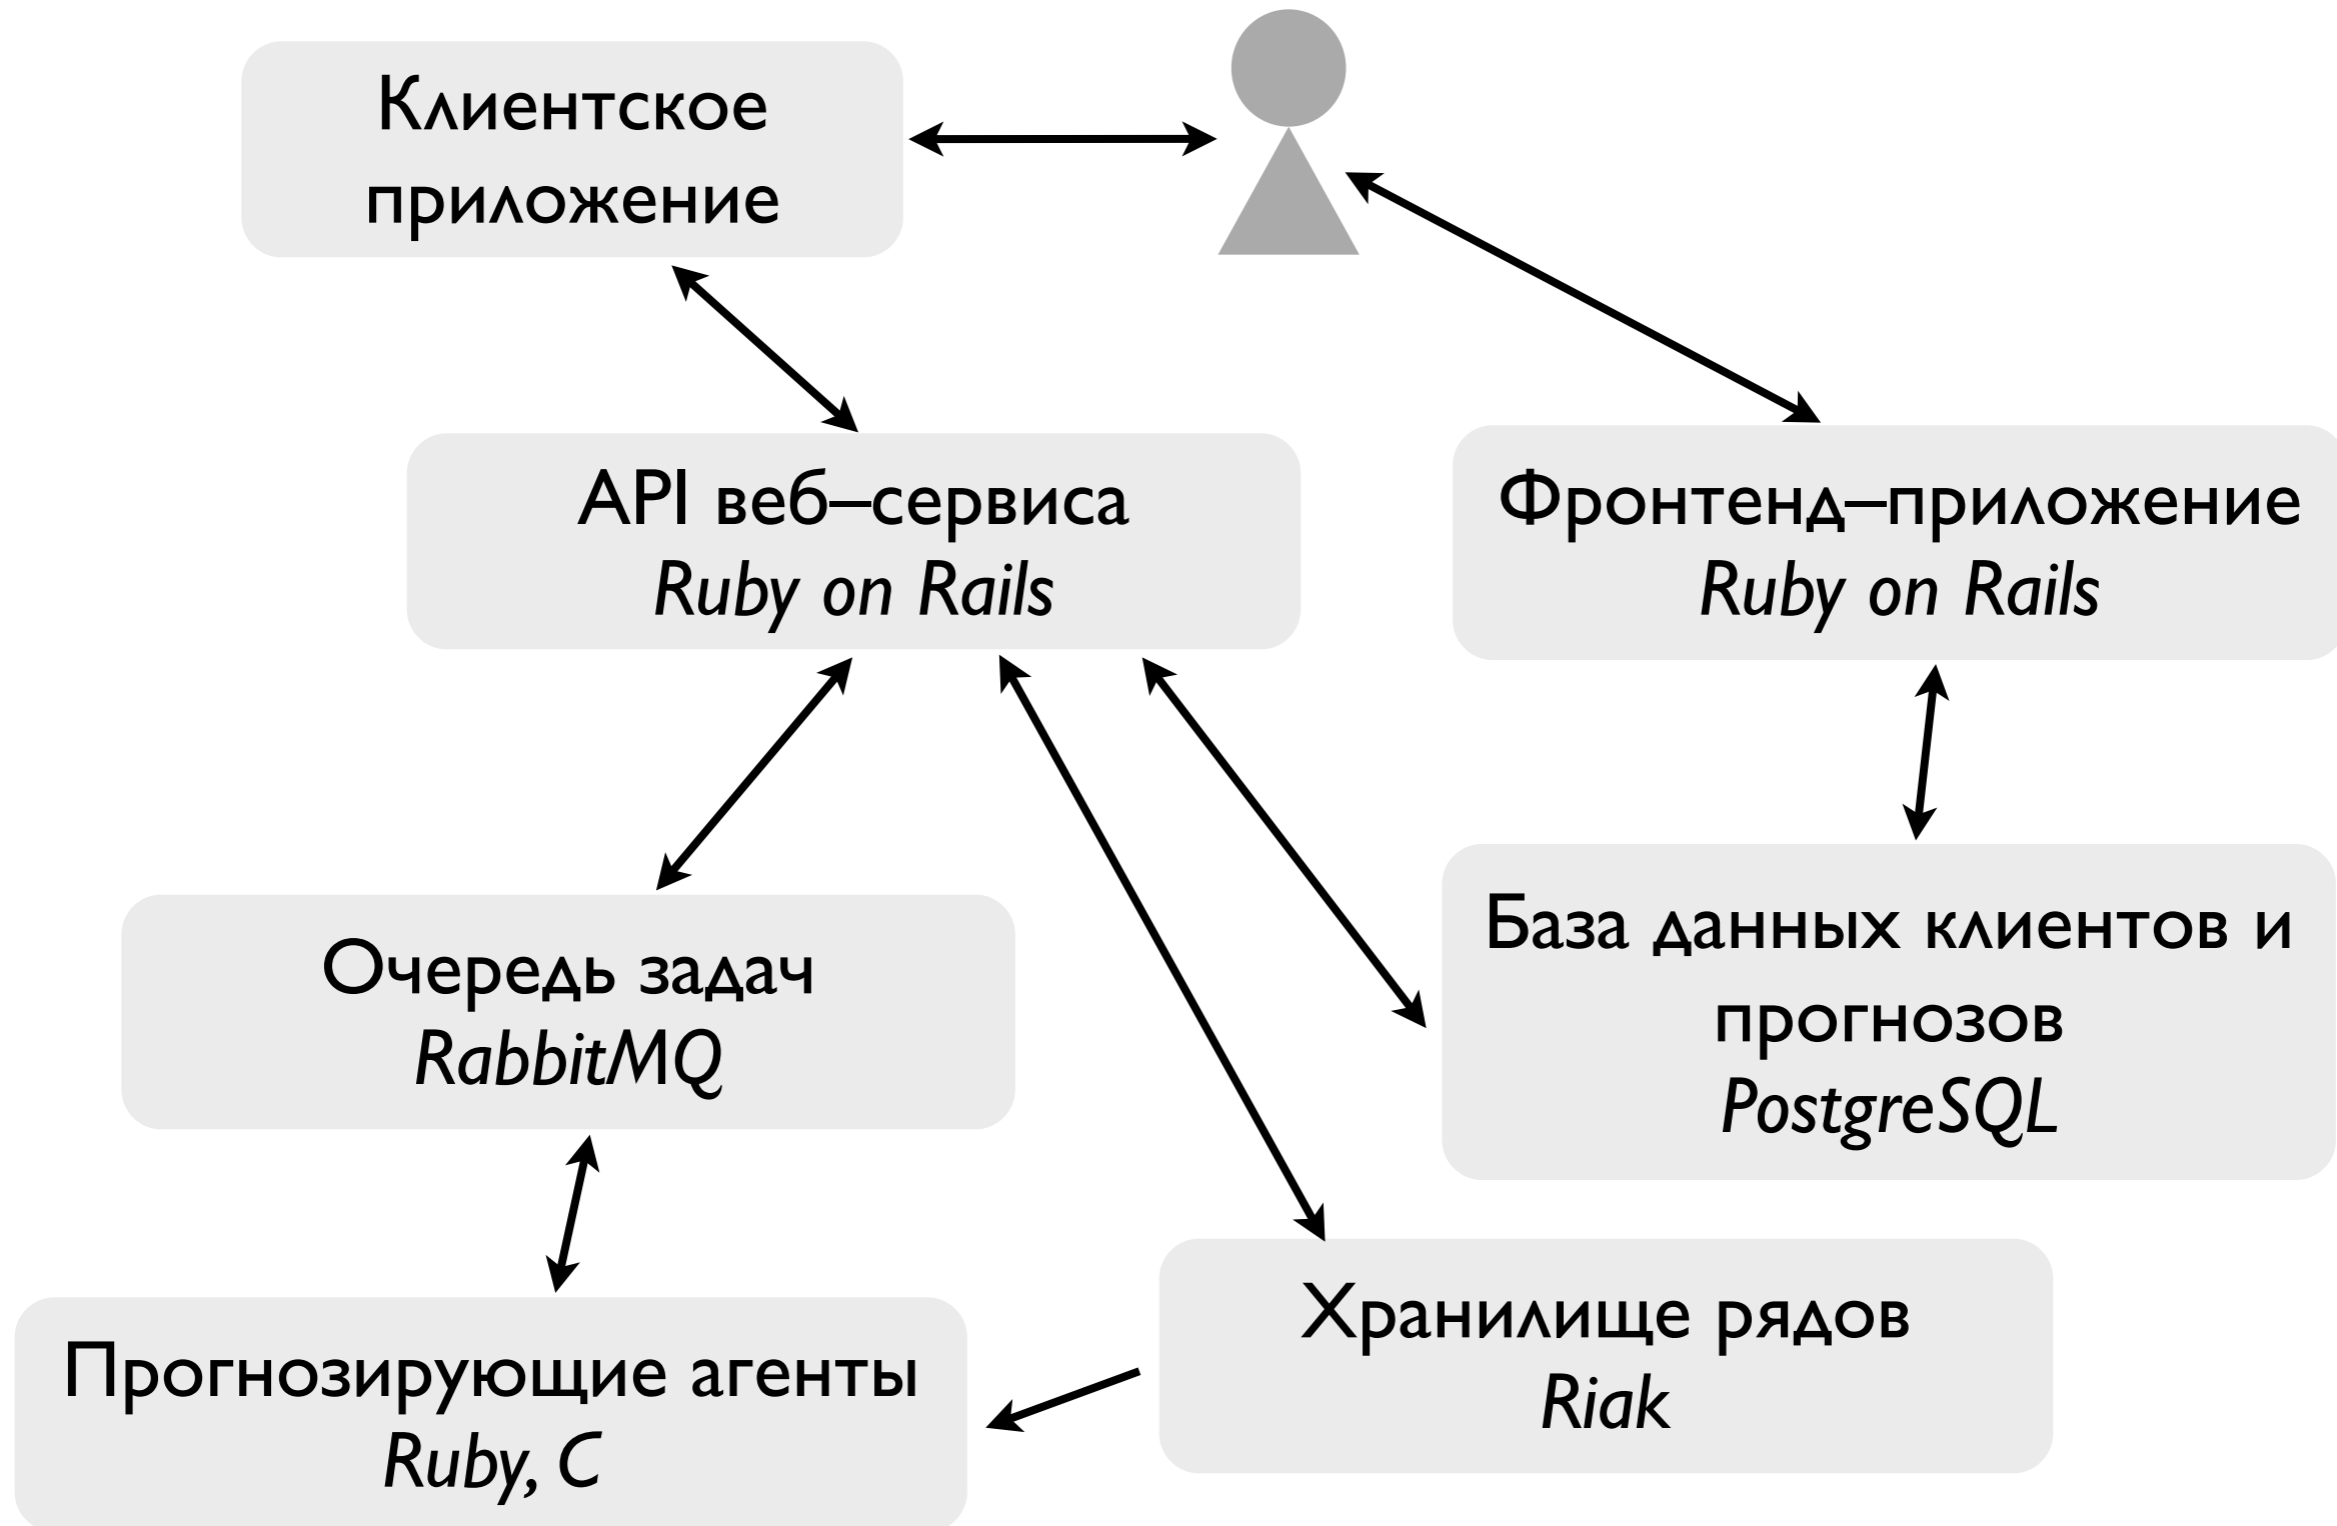 Клиентское
приложение
API веб–сервиса
Ruby on Rails
Фронтенд–приложение
Ruby on Rails
Очередь задач
RabbitMQ
База данных клиентов и
прогнозов
PostgreSQL
Прогнозирующие агенты
Ruby, C
Хранилище рядов
Riak